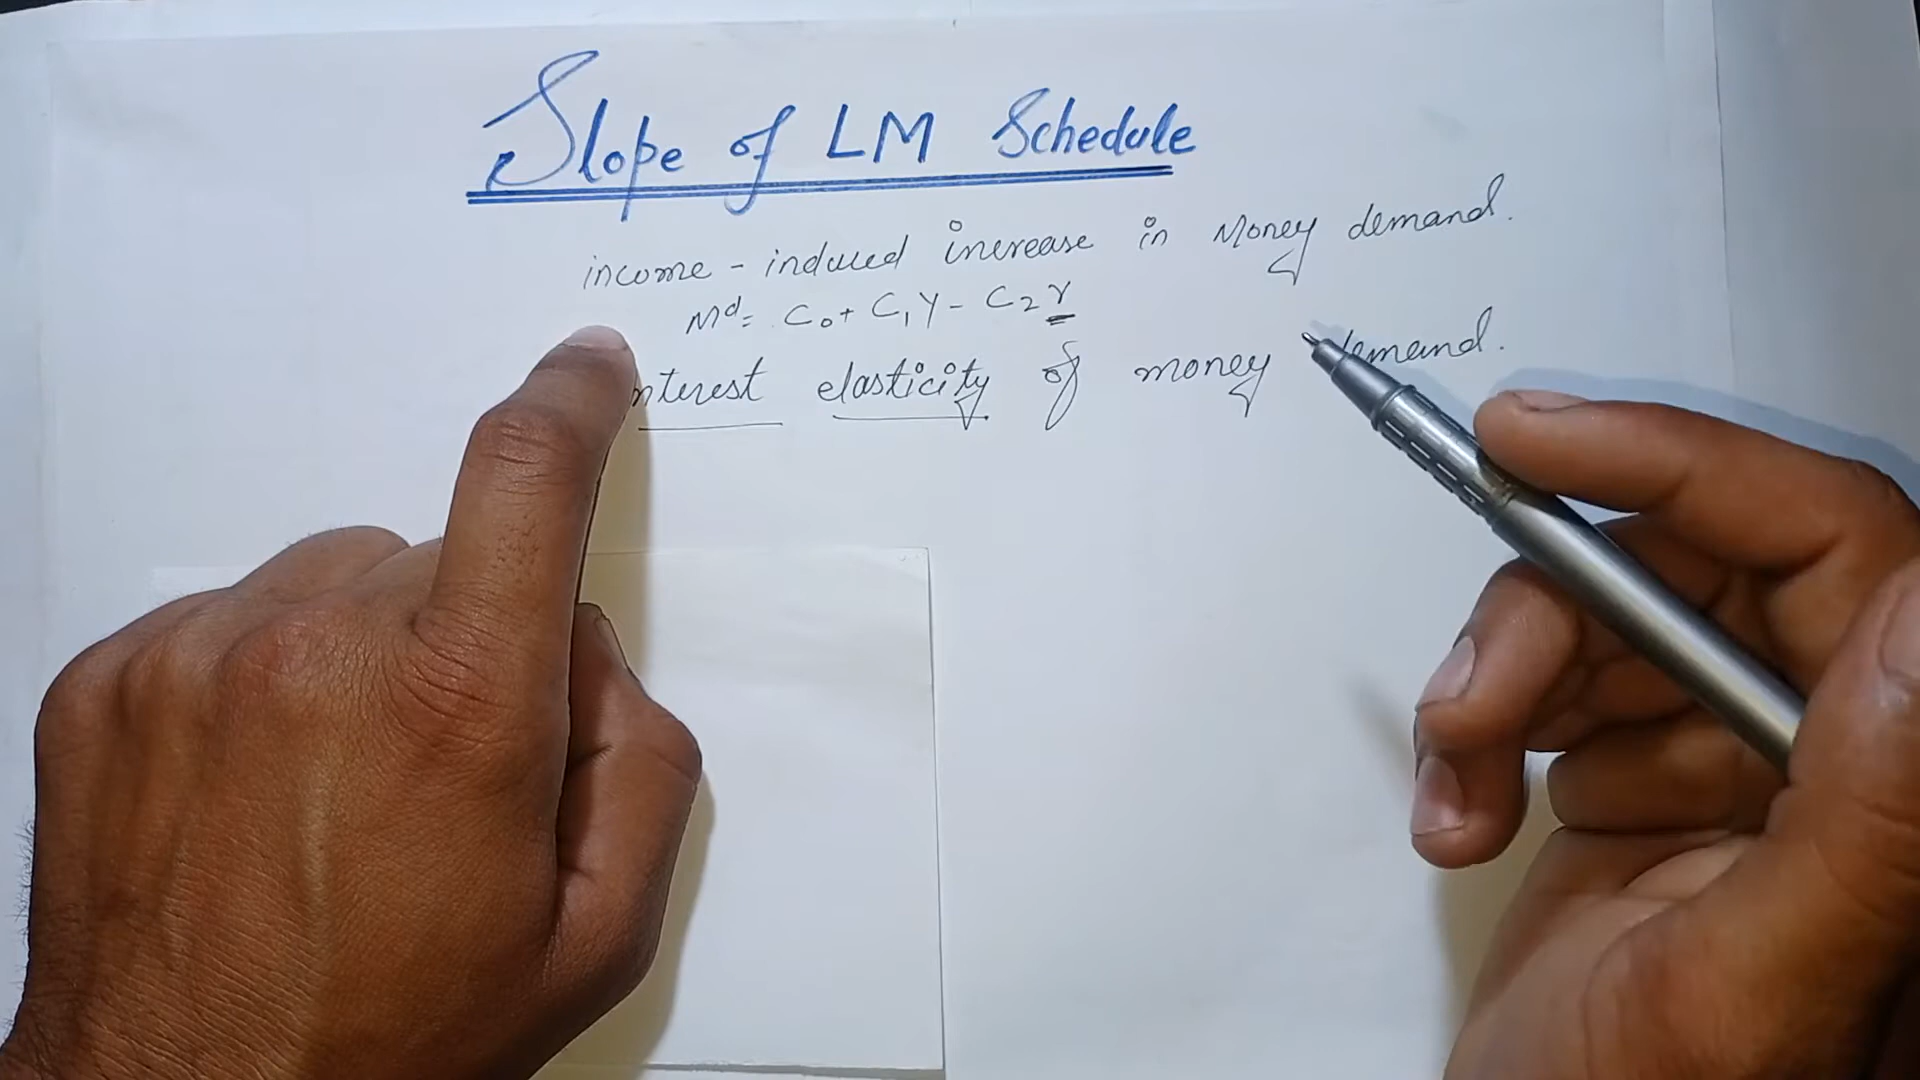 Slope of LM Schedule
income - induced increase in Money demand.
Md = C0 + C1Y - C2r
nterest elasticity of money demand.